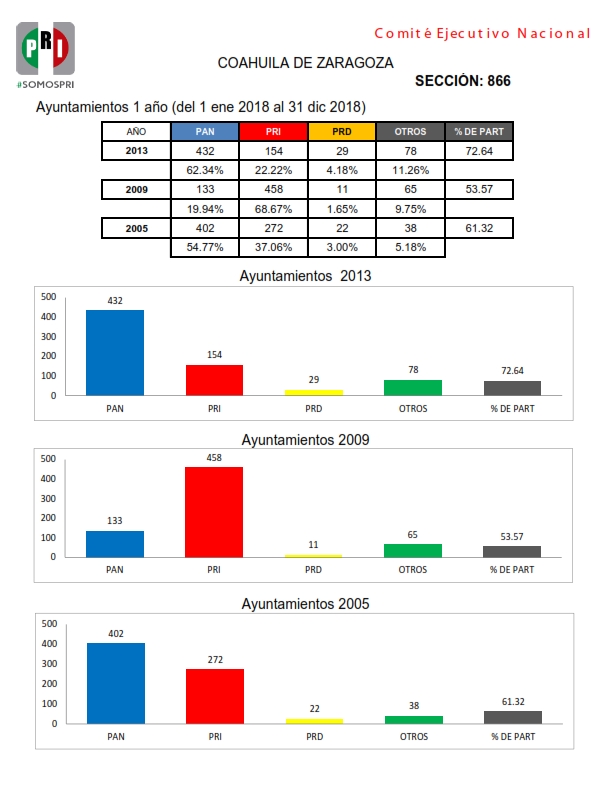 Comité Ejecutivo Nacional
PRI
#SOMOSPRI
COAHUILA DE ZARAGOZA
SECCIÓN: 866
Ayuntamientos 1 año (del 1 ene 2018 al 31 dic 2018)
AÑO PAN PRI PRD OTROS % DE PART
2013 432 154 29 78 72.64
62.34% 22.22% 4.18% 11.26%
2009 133 458 11 65 53.57
19.94% 68.67% 1.65% 9.75%
2005 402 272 22 38 61.32
54.77% 37.06% 3.00% 5.18%
Ayuntamientos 2013
500
400
300
200
100
0
432 154 29 78 72.64
PAN PRI PRD OTROS % DE PART
Ayuntamientos 2009
500
400
300
200
100
0
133 458 11 65 53.57
PAN PRI PRD OTROS % DE PART
Ayuntamientos 2005
500
400
300
200
100
0
402 272 22 38 61.32
PAN PRI PRD OTROS % DE PART